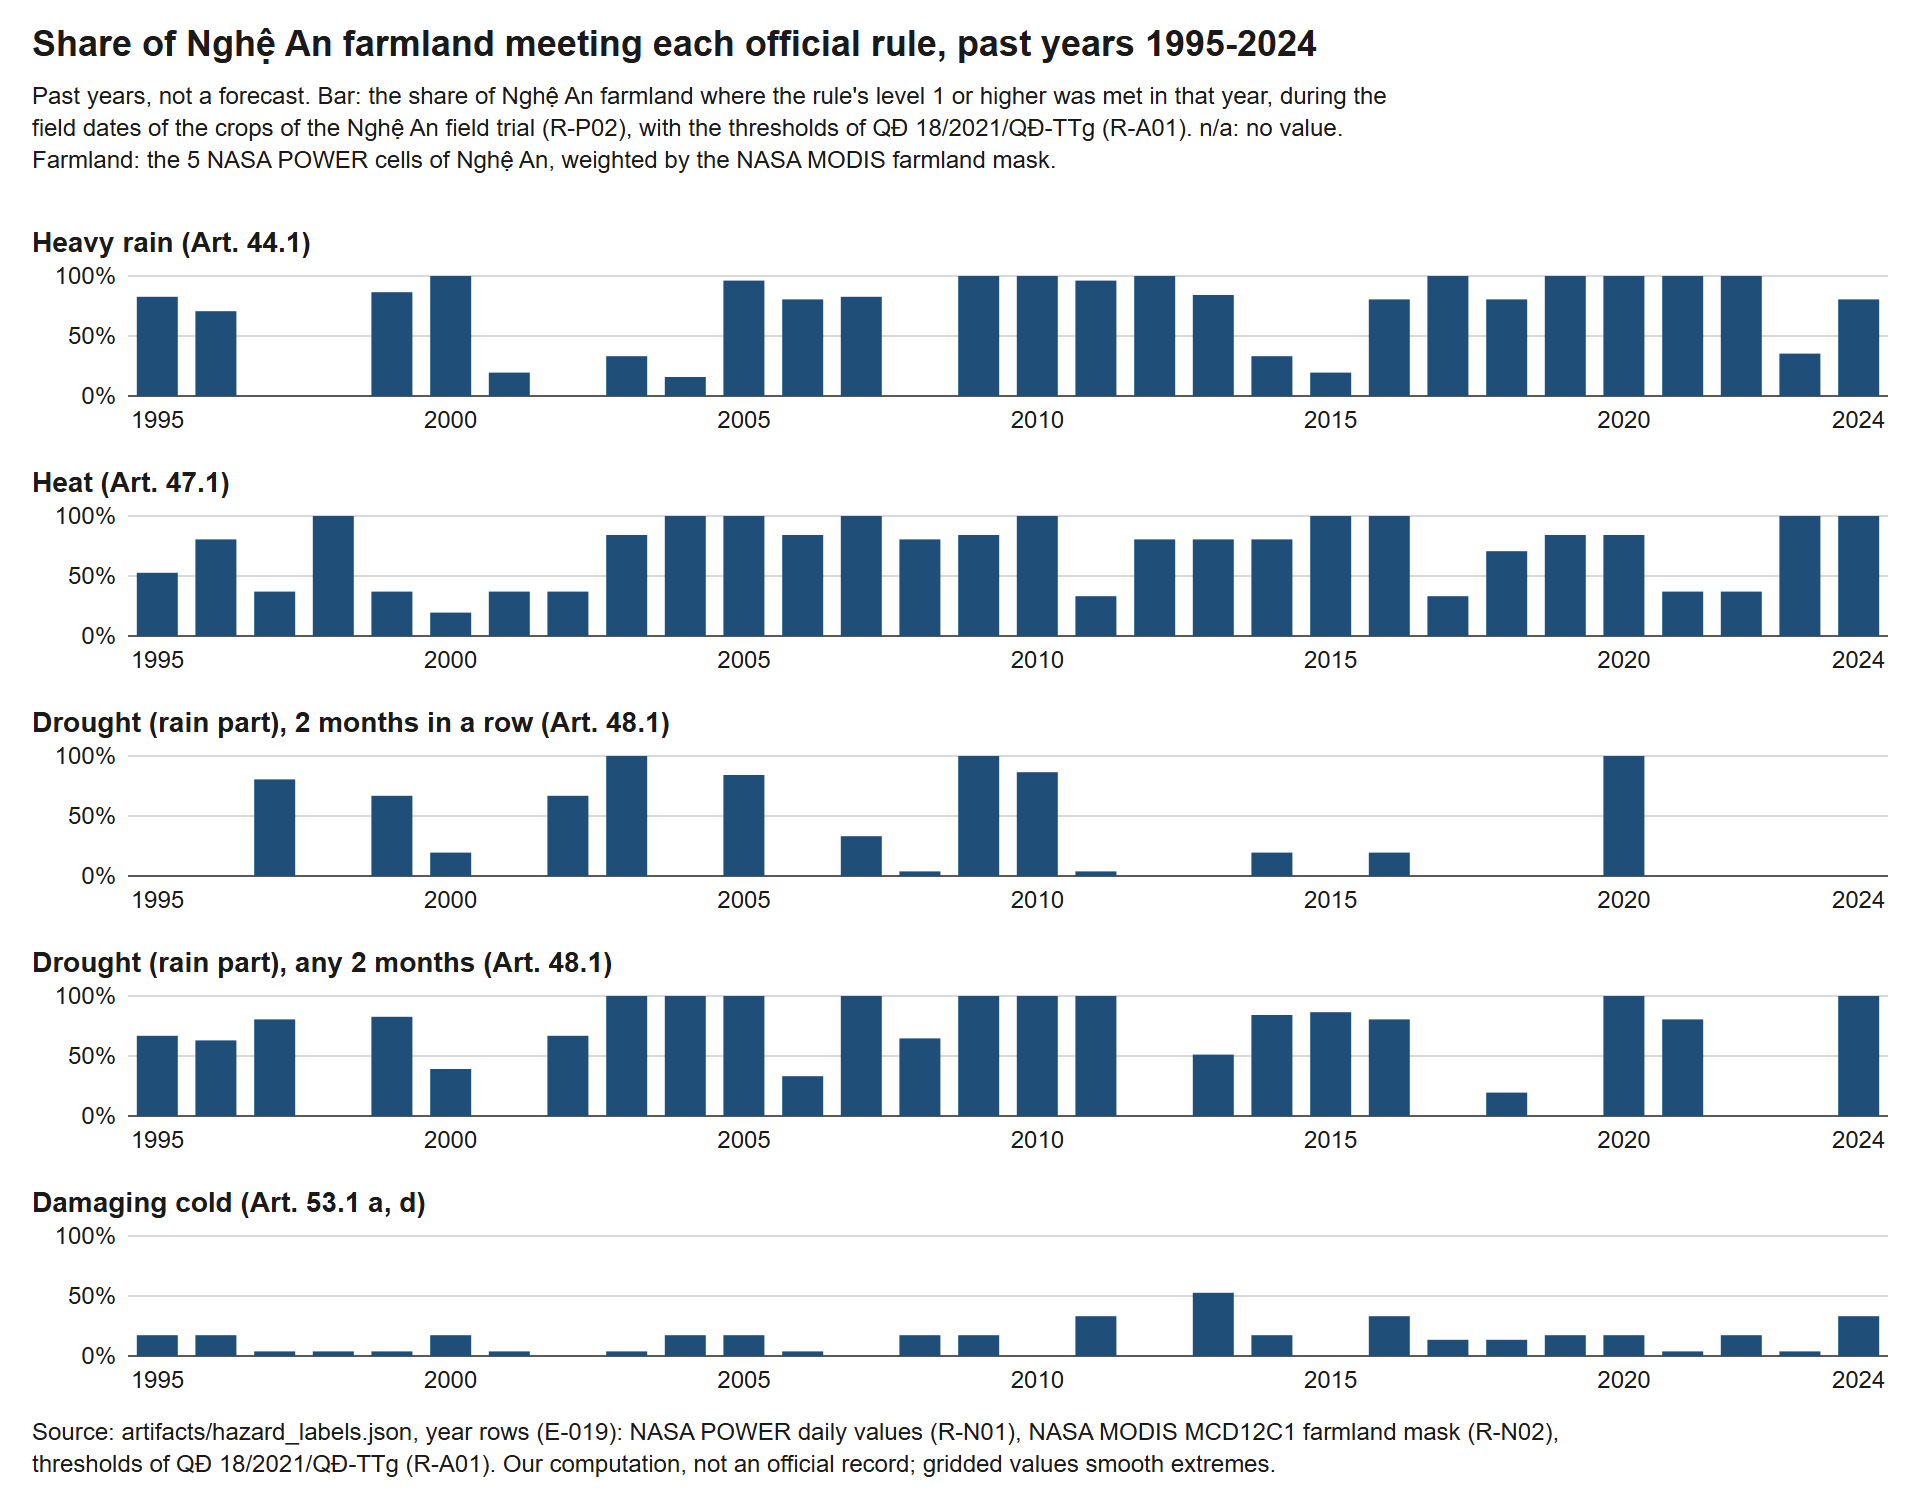 Share of Nghệ An farmland meeting each official rule, past years 1995-2024
Past years, not a forecast. Bar: the share of Nghệ An farmland where the rule's level 1 or higher was met in that year, during the
field dates of the crops of the Nghệ An field trial (R-P02), with the thresholds of QĐ 18/2021/QĐ-TTg (R-A01). n/a: no value.
Farmland: the 5 NASA POWER cells of Nghệ An, weighted by the NASA MODIS farmland mask.
Heavy rain (Art. 44.1)
100%
50%
0%
1995 2000 2005 2010 2015 2020 2024
Heat (Art. 47.1)
100%
50%
0%
1995 2000 2005 2010 2015 2020 2024
Drought (rain part), 2 months in a row (Art. 48.1)
100%
50%
0%
1995 2000 2005 2010 2015 2020 2024
Drought (rain part), any 2 months (Art. 48.1)
100%
50%
0%
1995 2000 2005 2010 2015 2020 2024
Damaging cold (Art. 53.1 a, d)
100%
50%
0%
1995 2000 2005 2010 2015 2020 2024
Source: artifacts/hazard_labels.json, year rows (E-019): NASA POWER daily values (R-N01), NASA MODIS MCD12C1 farmland mask (R-N02),
thresholds of QĐ 18/2021/QĐ-TTg (R-A01). Our computation, not an official record; gridded values smooth extremes.